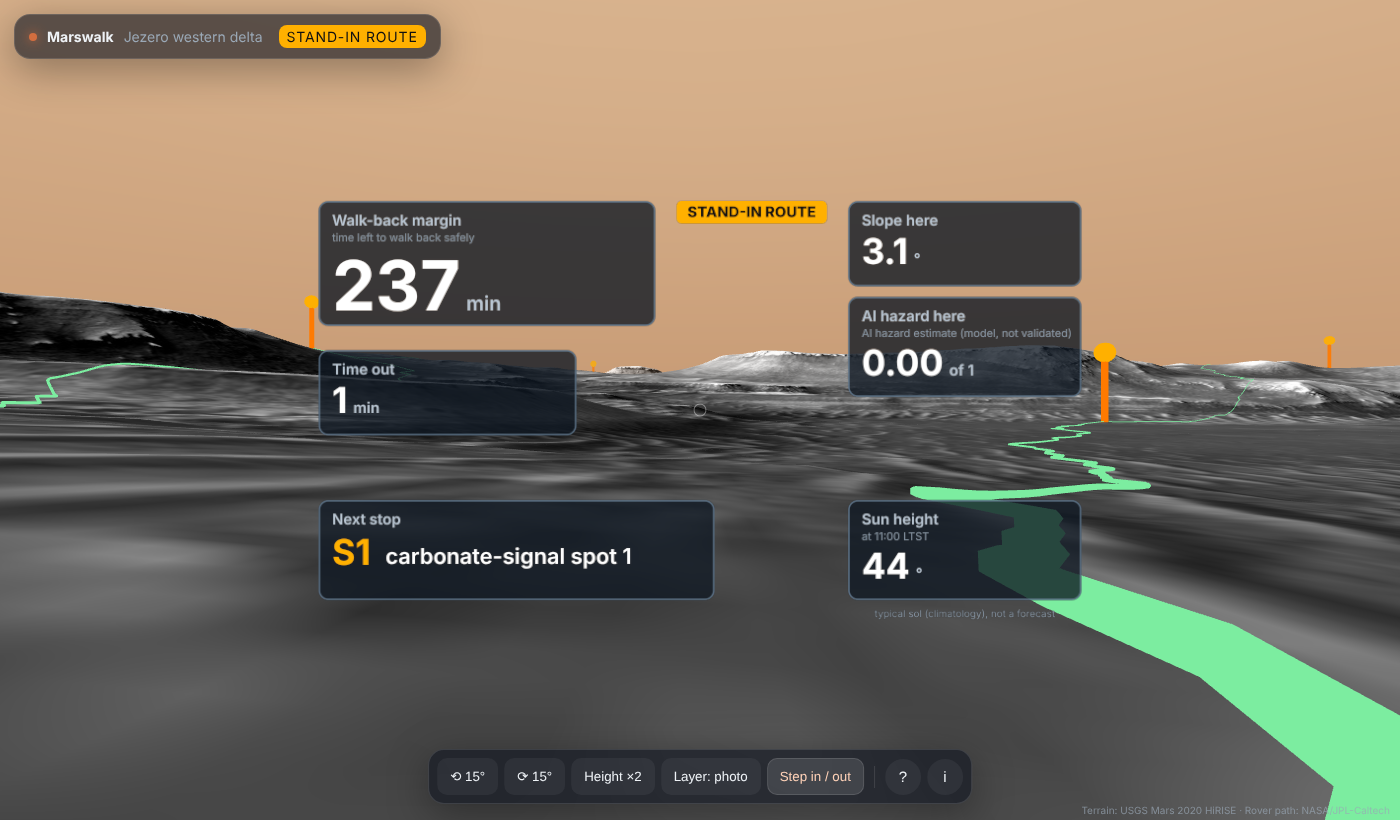 Marswalk Jezero western delta STAND-IN ROUTE
Walk-back margin
time left to walk back safely
237 min
STAND-IN ROUTE
Slope here
3.1 °
AI hazard here
AI hazard estimate (model, not validated)
0.00 of 1
Time out
1 min
Next stop
S1 carbonate-signal spot 1
Sun height
at 11:00 LTST
44 °
typical sol (climatology), not a forecast
⟲ 15° ⟳ 15° Height ×2 Layer: photo Step in / out ? i
Terrain: USGS Mars 2020 HiRISE · Rover path: NASA/JPL-Caltech